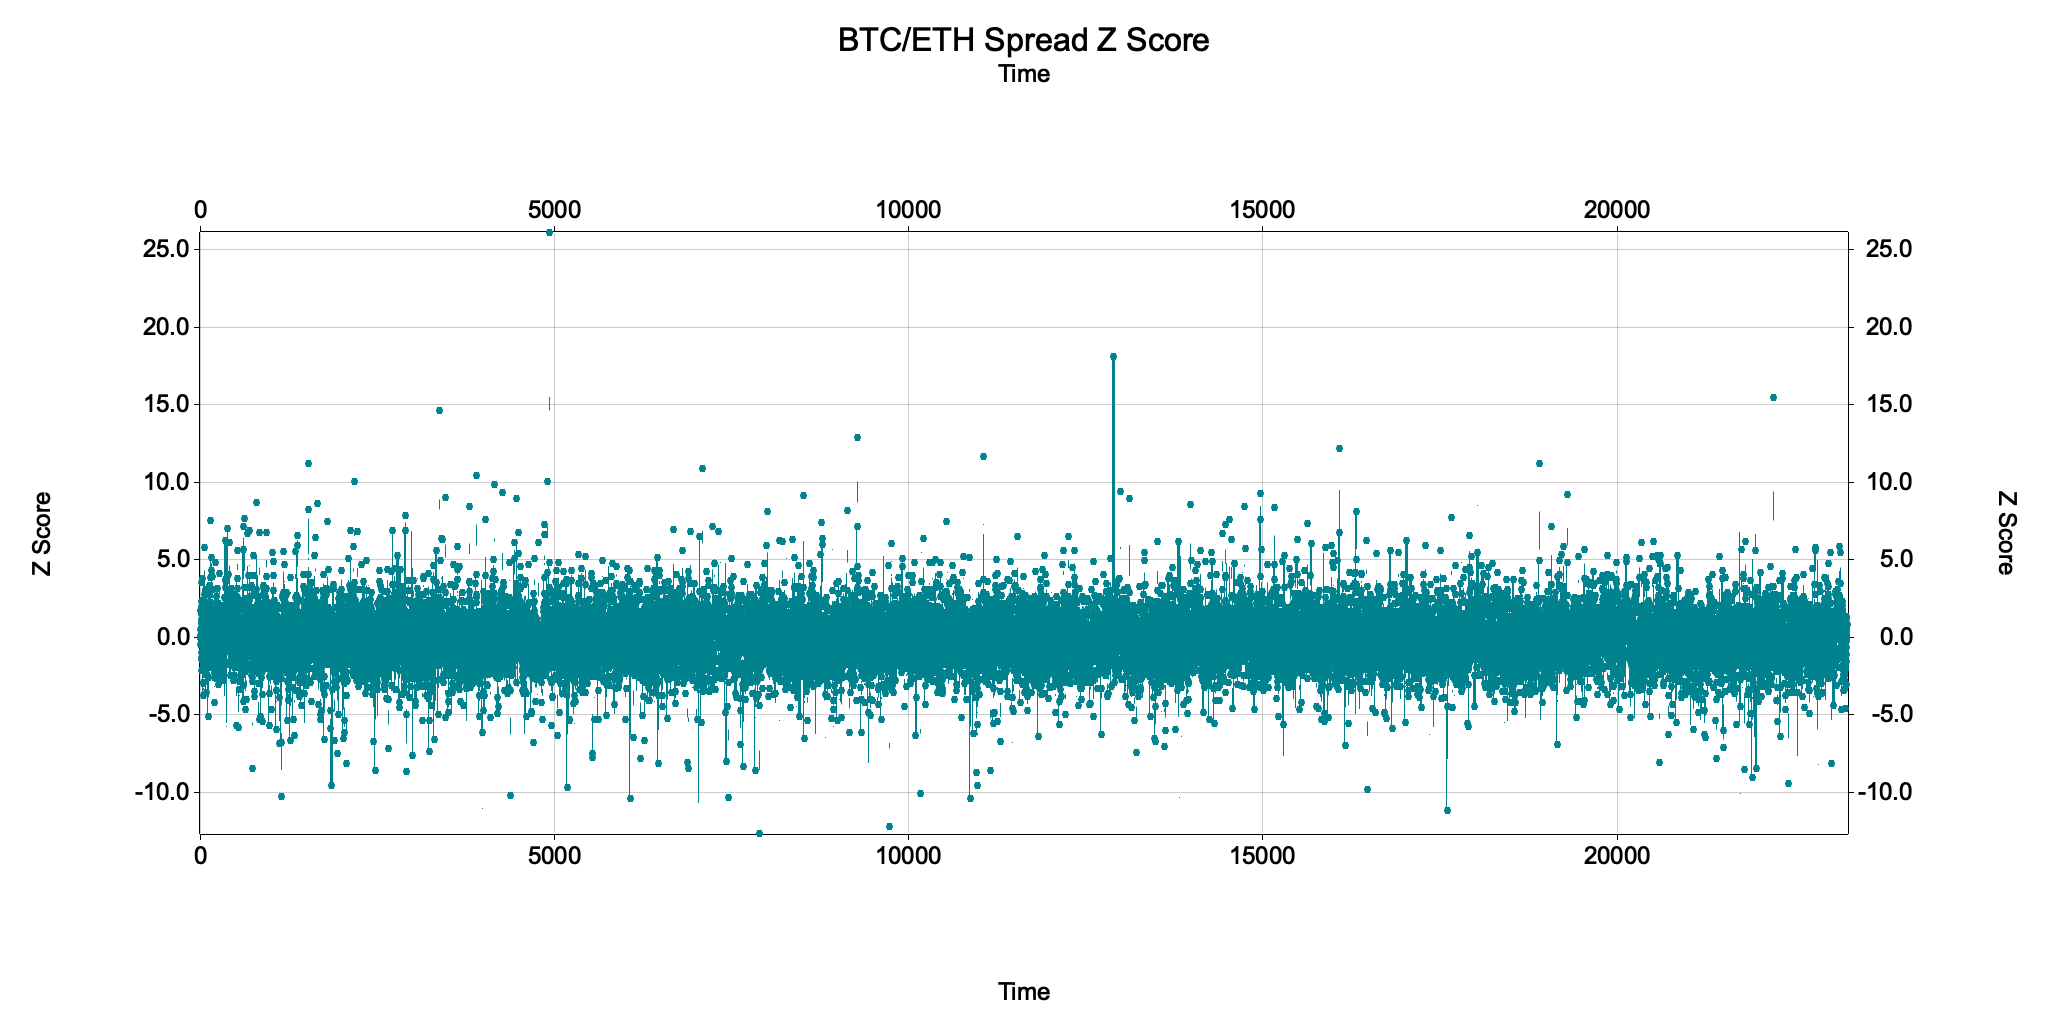 BTC/ETH Spread Z Score
Time
0 5000 10000 15000 20000
25.0 25.0
20.0 20.0
15.0 15.0
10.0 10.0
5.0 5.0
0.0 0.0
-5.0 -5.0
-10.0 -10.0
Z Score
Z Score
0 5000 10000 15000 20000
Time